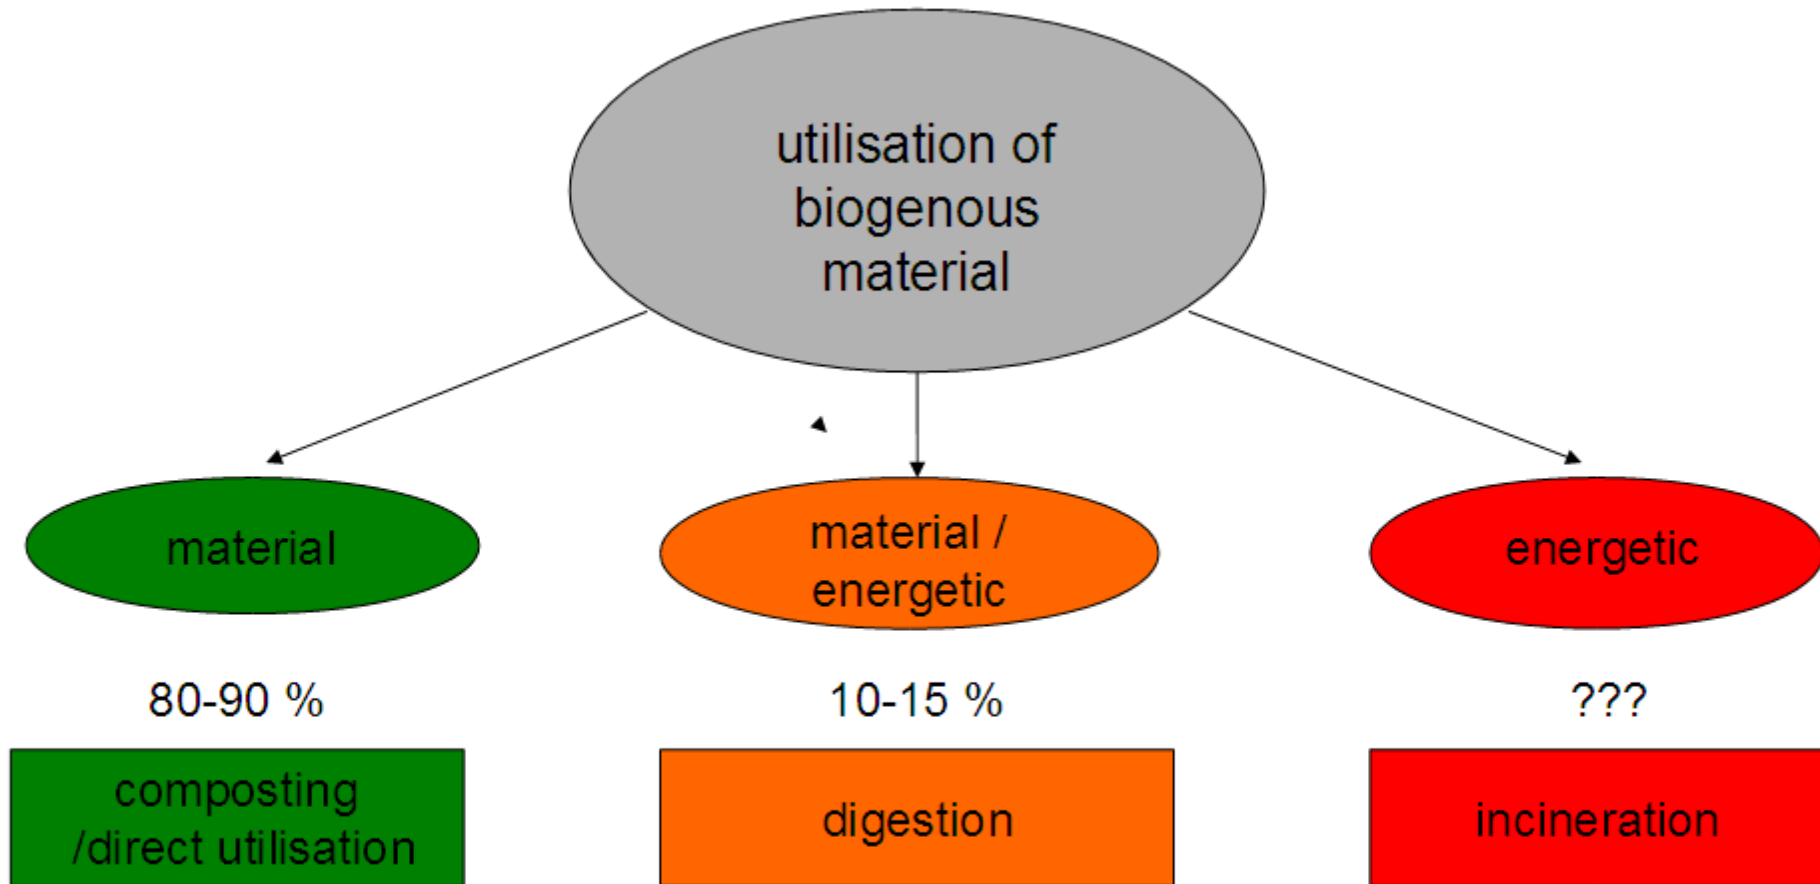 utilisation of
biogenous
material
material
material /
energetic
energetic
80-90 %
10-15 %
???
composting
/direct utilisation
digestion
incineration